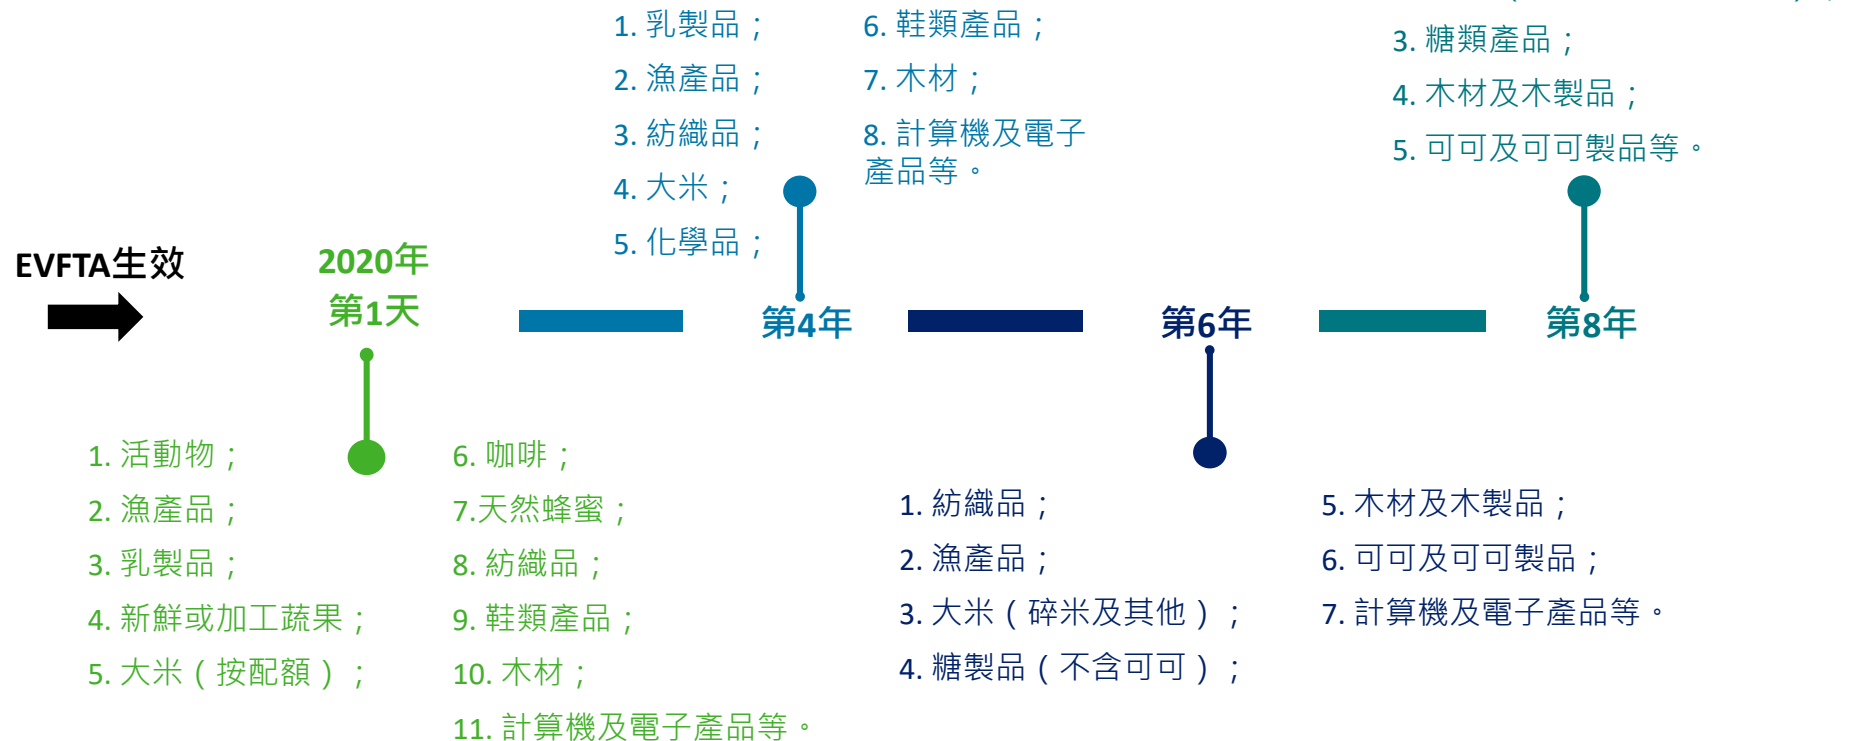 EVFTA生效
2020年
第1天
1. 活動物；
2. 漁產品；
3. 乳製品；
4. 新鮮或加工蔬果；
5. 大米（按配額）；
6. 咖啡；
7.天然蜂蜜；
8. 紡織品；
9. 鞋類產品；
10. 木材；
11. 計算機及電子產品等。
1. 乳製品；
2. 漁產品；
3. 紡織品；
4. 大米；
5. 化學品；
6. 鞋類產品；
7. 木材；
8. 計算機及電子
產品等。
第4年
第6年
1. 紡織品；
2. 漁產品；
3. 大米（碎米及其他）；
4. 糖製品（不含可可）；
5. 木材及木製品；
6. 可可及可可製品；
7. 計算機及電子產品等。
3. 糖類產品；
4. 木材及木製品；
5. 可可及可可製品等。
第8年